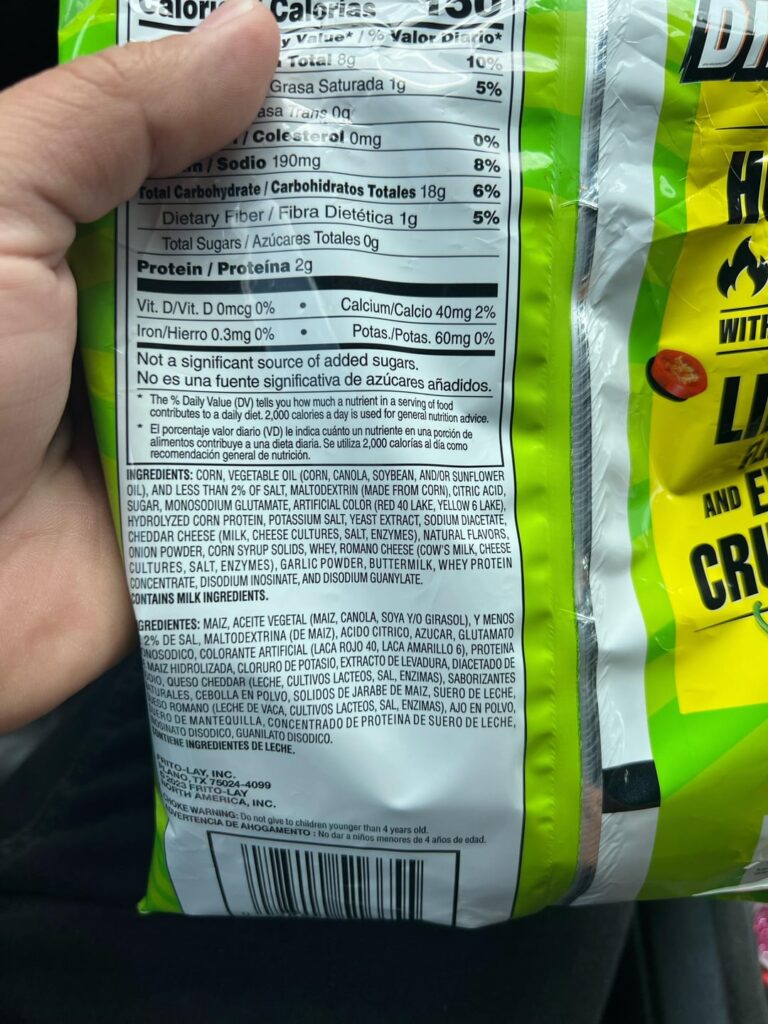 Calorías 150
y Value* / % Valor Diario*
Total 8g 10%
Grasa Saturada 1g 5%
Trans 0g
/ Colesterol 0mg 0%
/ Sodio 190mg 8%
Total Carbohydrate / Carbohidratos Totales 18g 6%
Dietary Fiber / Fibra Dietética 1g 5%
Total Sugars / Azúcares Totales 0g
Protein / Proteína 2g
Vit. D/Vit. D 0mcg 0% • Calcium/Calcio 40mg 2%
Iron/Hierro 0.3mg 0% • Potas./Potas. 60mg 0%
Not a significant source of added sugars.
No es una fuente significativa de azúcares añadidos.
* The % Daily Value (DV) tells you how much a nutrient in a serving of food
contributes to a daily diet. 2,000 calories a day is used for general nutrition advice.
* El porcentaje valor diario (VD) le indica cuánto un nutriente en una porción de
alimentos contribuye a una dieta diaria. Se utiliza 2,000 calorías al día como
recomendación general de nutrición.
INGREDIENTS: CORN, VEGETABLE OIL (CORN, CANOLA, SOYBEAN, AND/OR SUNFLOWER
OIL), AND LESS THAN 2% OF SALT, MALTODEXTRIN (MADE FROM CORN), CITRIC ACID,
SUGAR, MONOSODIUM GLUTAMATE, ARTIFICIAL COLOR (RED 40 LAKE, YELLOW 6 LAKE),
HYDROLYZED CORN PROTEIN, POTASSIUM SALT, YEAST EXTRACT, SODIUM DIACETATE,
CHEDDAR CHEESE (MILK, CHEESE CULTURES, SALT, ENZYMES), NATURAL FLAVORS,
ONION POWDER, CORN SYRUP SOLIDS, WHEY, ROMANO CHEESE (COW'S MILK, CHEESE
CULTURES, SALT, ENZYMES), GARLIC POWDER, BUTTERMILK, WHEY PROTEIN
CONCENTRATE, DISODIUM INOSINATE, AND DISODIUM GUANYLATE.
CONTAINS MILK INGREDIENTS.
GREDIENTES: MAIZ, ACEITE VEGETAL (MAIZ, CANOLA, SOYA Y/O GIRASOL), Y MENOS
2% DE SAL, MALTODEXTRINA (DE MAIZ), ACIDO CITRICO, AZUCAR, GLUTAMATO
ONOSODICO, COLORANTE ARTIFICIAL (LACA ROJO 40, LACA AMARILLO 6), PROTEINA
MAIZ HIDROLIZADA, CLORURO DE POTASIO, EXTRACTO DE LEVADURA, DIACETADO DE
DIO, QUESO CHEDDAR (LECHE, CULTIVOS LACTEOS, SAL, ENZIMAS), SABORIZANTES
TURALES, CEBOLLA EN POLVO, SOLIDOS DE JARABE DE MAIZ, SUERO DE LECHE,
ESO ROMANO (LECHE DE VACA, CULTIVOS LACTEOS, SAL, ENZIMAS), AJO EN POLVO,
ERO DE MANTEQUILLA, CONCENTRADO DE PROTEINA DE SUERO DE LECHE,
OSINATO DISODICO, GUANILATO DISODICO.
ONTIENE INGREDIENTES DE LECHE.
FRITO-LAY, INC.
PLANO, TX 75024-4099
© 2023 FRITO-LAY
NORTH AMERICA, INC.
CHOKE WARNING: Do not give to children younger than 4 years old.
ADVERTENCIA DE AHOGAMENTO : No dar a niños menores de 4 años de edad.
WITH
AND